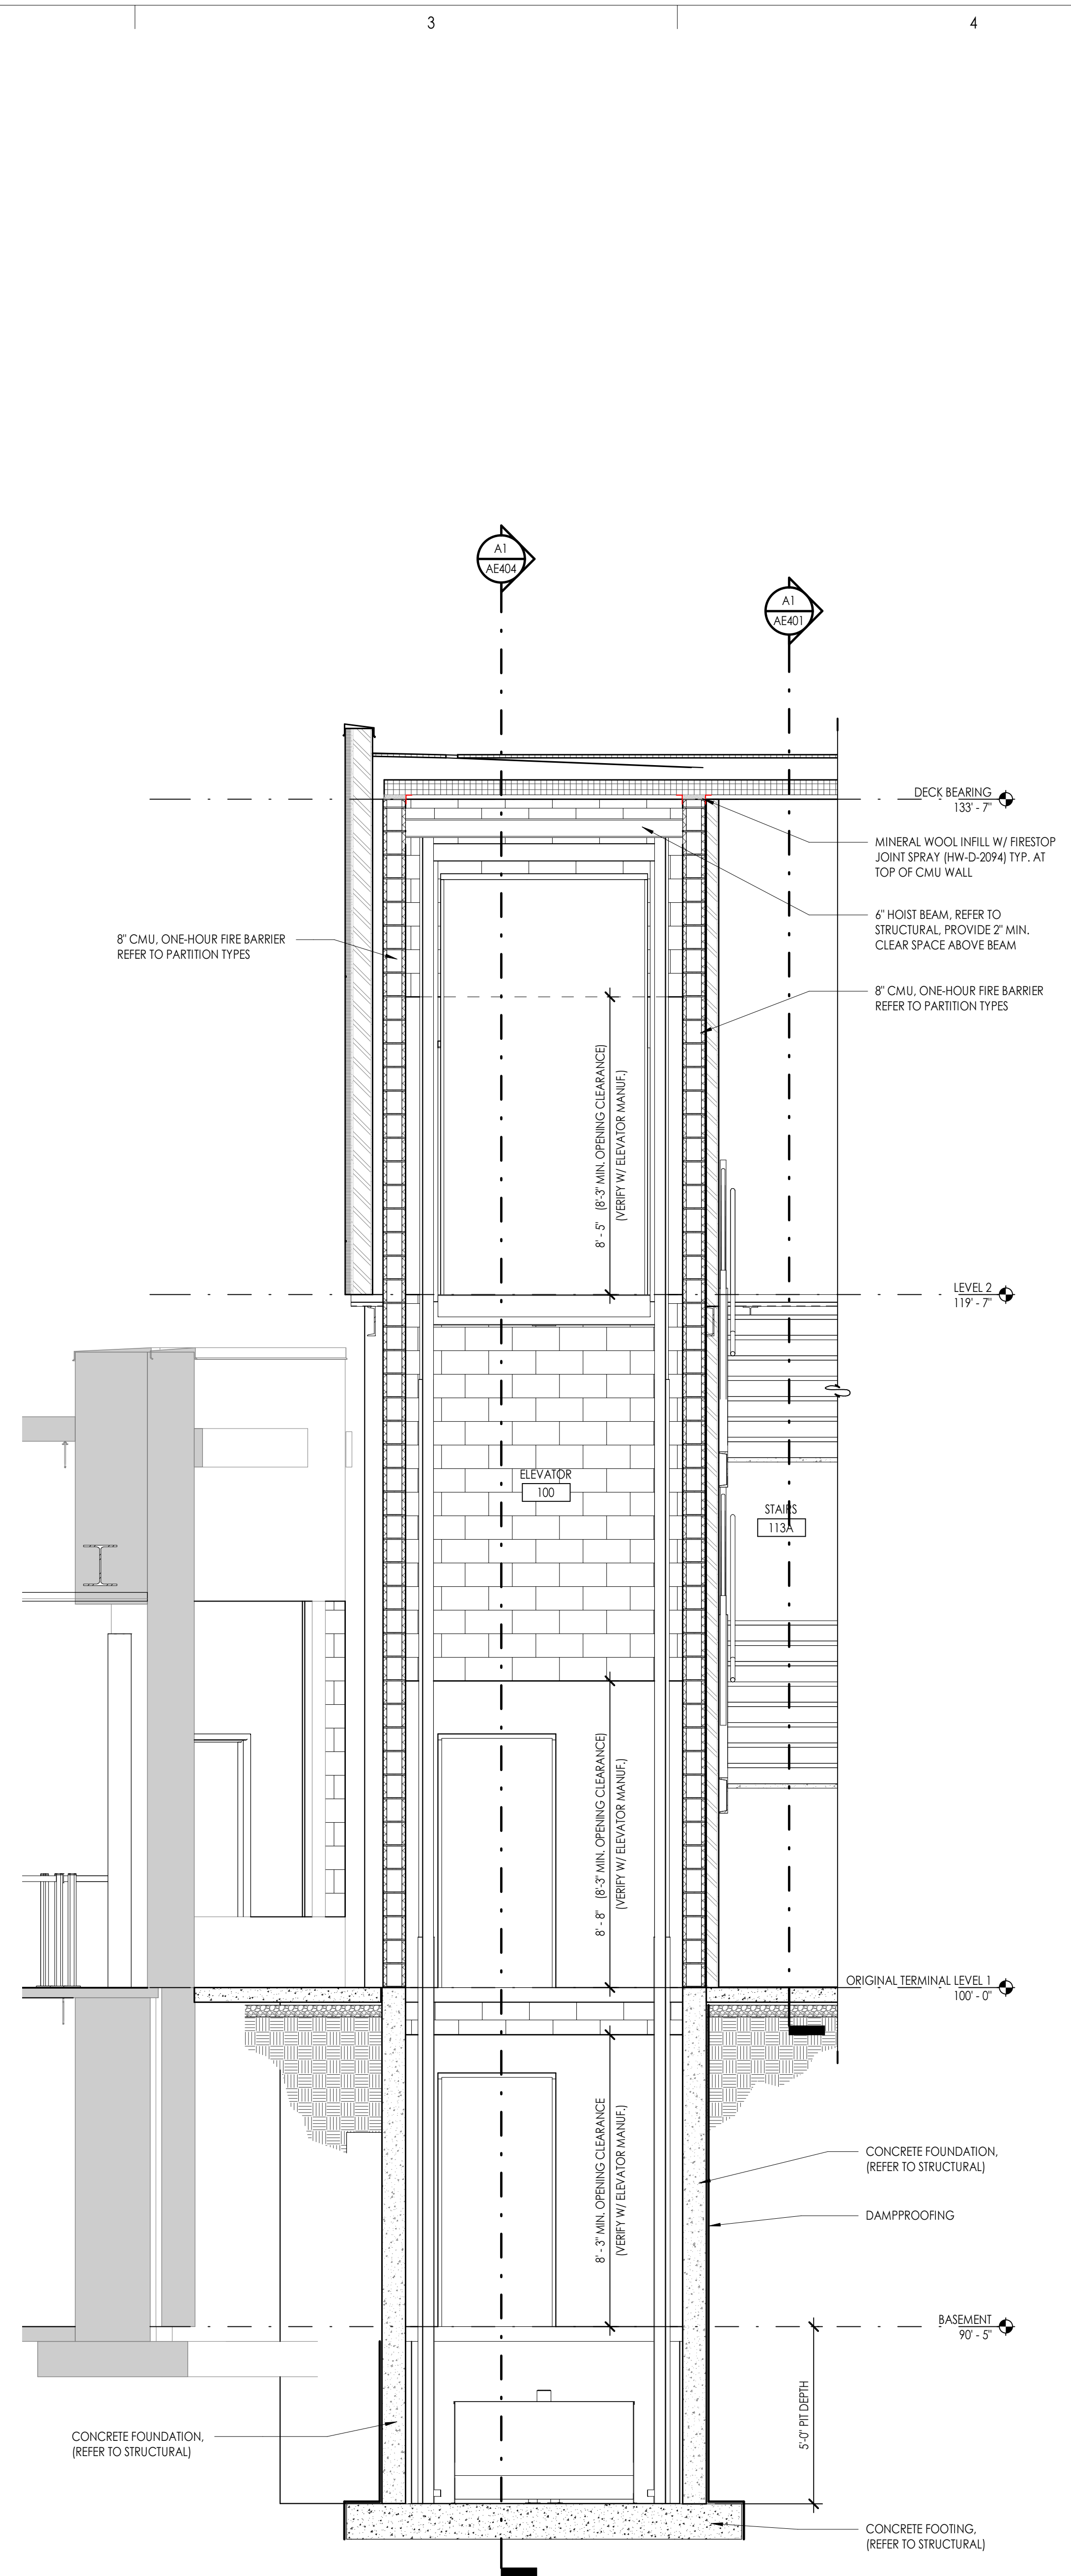 3
4
A1
AE404
A1
AE401
DECK BEARING
133' - 7"
MINERAL WOOL INFILL W/ FIRESTOP
JOINT SPRAY (HW-D-2094) TYP. AT
TOP OF CMU WALL
6" HOIST BEAM, REFER TO
STRUCTURAL, PROVIDE 2" MIN.
CLEAR SPACE ABOVE BEAM
8" CMU, ONE-HOUR FIRE BARRIER
REFER TO PARTITION TYPES
8" CMU, ONE-HOUR FIRE BARRIER
REFER TO PARTITION TYPES
8' - 5" (8'-3" MIN. OPENING CLEARANCE)
(VERIFY W/ ELEVATOR MANUF.)
LEVEL 2
119' - 7"
ELEVATOR
100
STAIRS
113A
8' - 8" (8'-3" MIN. OPENING CLEARANCE)
(VERIFY W/ ELEVATOR MANUF.)
ORIGINAL TERMINAL LEVEL 1
100' - 0"
8' - 3" MIN. OPENING CLEARANCE
(VERIFY W/ ELEVATOR MANUF.)
CONCRETE FOUNDATION,
(REFER TO STRUCTURAL)
DAMPPROOFING
BASEMENT
90' - 5"
5'-0" PIT DEPTH
CONCRETE FOUNDATION,
(REFER TO STRUCTURAL)
CONCRETE FOOTING,
(REFER TO STRUCTURAL)